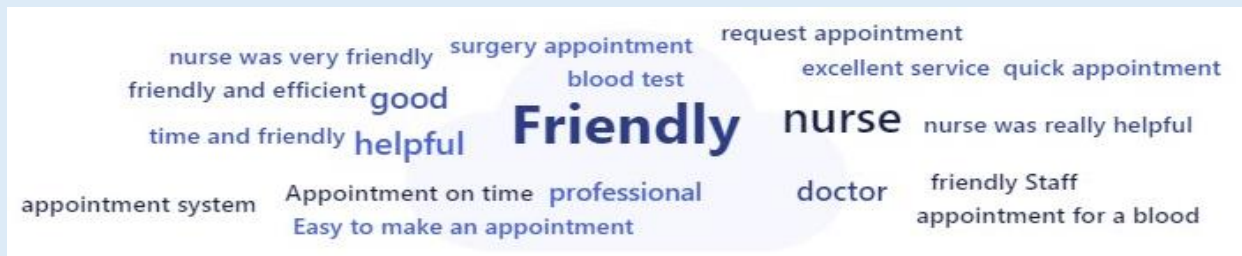 request appointment
surgery appointment
nurse was very friendly
excellent service quick appointment
blood test
friendly and efficient
good
Friendly
nurse
nurse was really helpful
time and friendly
helpful
friendly Staff
Appointment on time
professional
doctor
appointment system
appointment for a blood
Easy to make an appointment